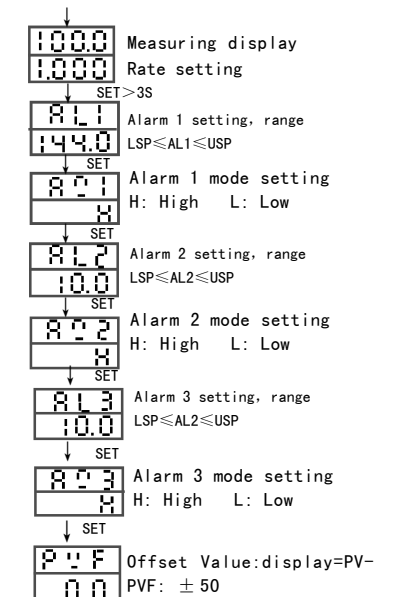 100.0
Measuring display
1.000
Rate setting
SET>3S
AL1
Alarm 1 setting, range
144.0
LSP≤AL1≤USP
SET
Alarm 1 mode setting
H
H: High L: Low
SET
AL2
Alarm 2 setting, range
10.0
LSP≤AL2≤USP
SET
Alarm 2 mode setting
H
H: High L: Low
SET
AL3
Alarm 3 setting, range
10.0
LSP≤AL2≤USP
SET
Alarm 3 mode setting
H
H: High L: Low
SET
Offset Value:display=PV-
0.0
PVF: ±50